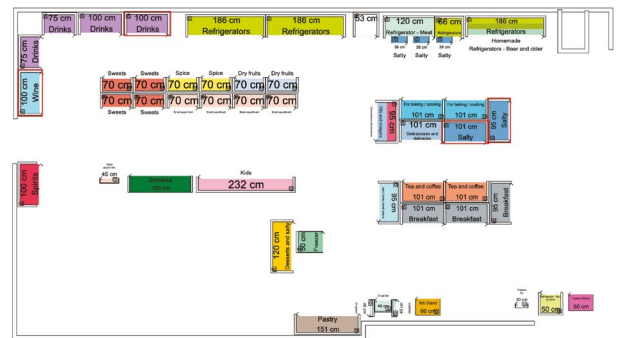 75 cm
Drinks
100 cm
Drinks
100 cm
Drinks
186 cm
Refrigerators
186 cm
Refrigerators
53 cm
120 cm
Refrigerator - Meat
66 cm
Refrigerators
186 cm
Refrigerators
Homemade
Refrigerators - Beer and cider
Salty
Salty
Salty
75 cm
Drinks
100 cm
Wine
Sweets
Sweets
Spice
Spice
Dry fruits
Dry fruits
70 cm
70 cm
70 cm
70 cm
70 cm
70 cm
70 cm
70 cm
70 cm
70 cm
70 cm
70 cm
Sweets
Sweets
For baking / cooking
101 cm
For baking / cooking
101 cm
95 cm
Salty
95 cm
101 cm
Delicatessen and
delicacies
101 cm
Salty
100 cm
Spirits
45 cm
Kids
232 cm
Tea and coffee
101 cm
Tea and coffee
101 cm
95 cm
95 cm
Breakfast
101 cm
Breakfast
101 cm
Breakfast
120 cm
Desserts and salty
50 cm
Freezer
Pastry
151 cm
Kill Stand
60 cm
50 cm
60 cm